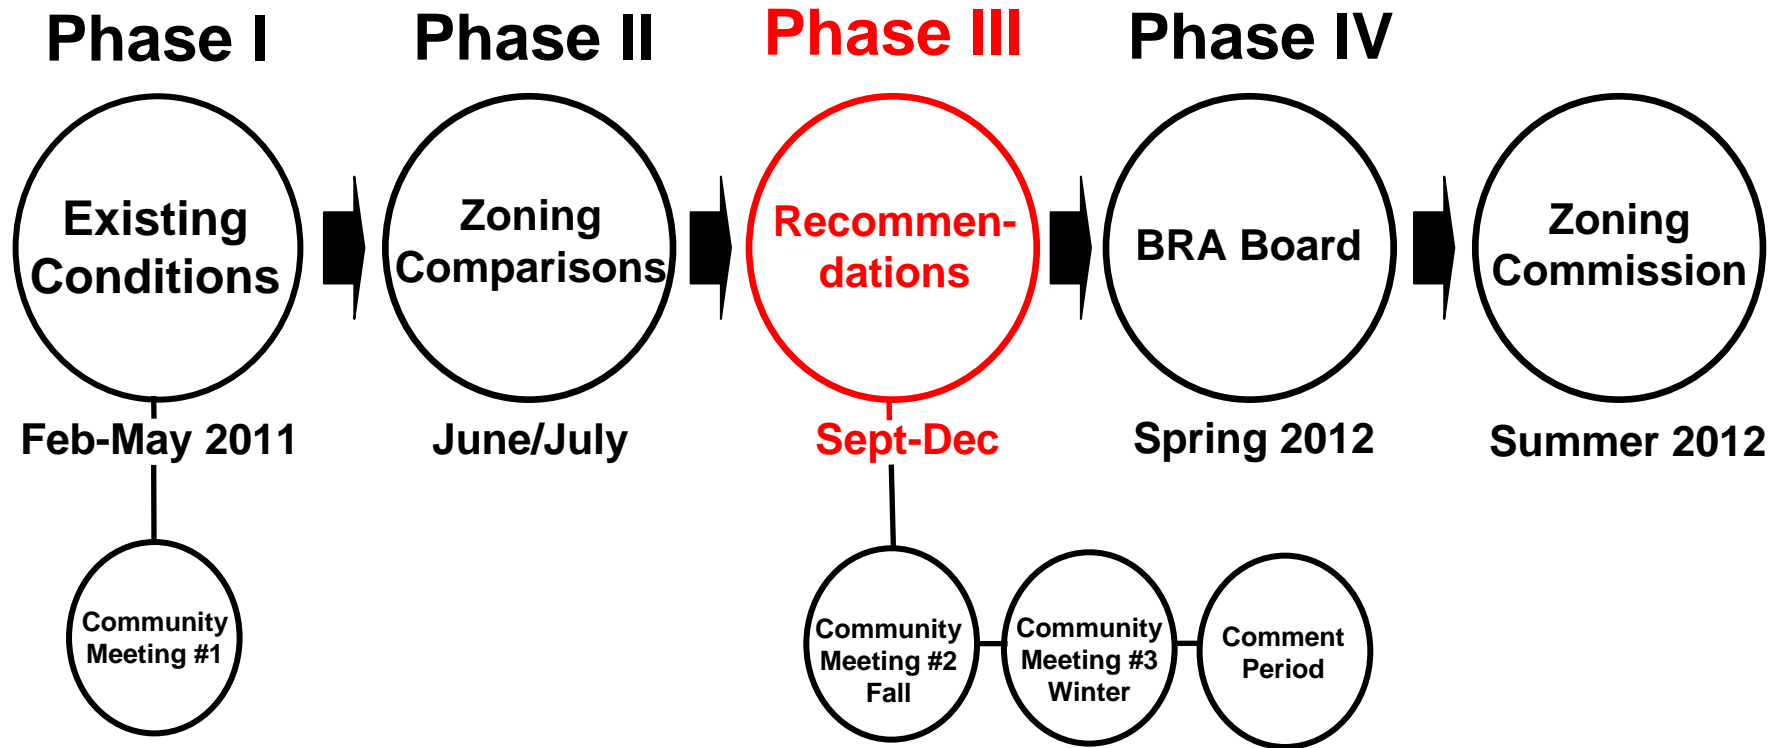 Phase I
Phase II
Phase III
Phase IV
Existing
Conditions
Zoning
Comparisons
Recommen-
dations
BRA Board
Zoning
Commission
Feb-May 2011
June/July
Sept-Dec
Spring 2012
Summer 2012
Community
Meeting #1
Community
Meeting #2
Fall
Community
Meeting #3
Winter
Comment
Period